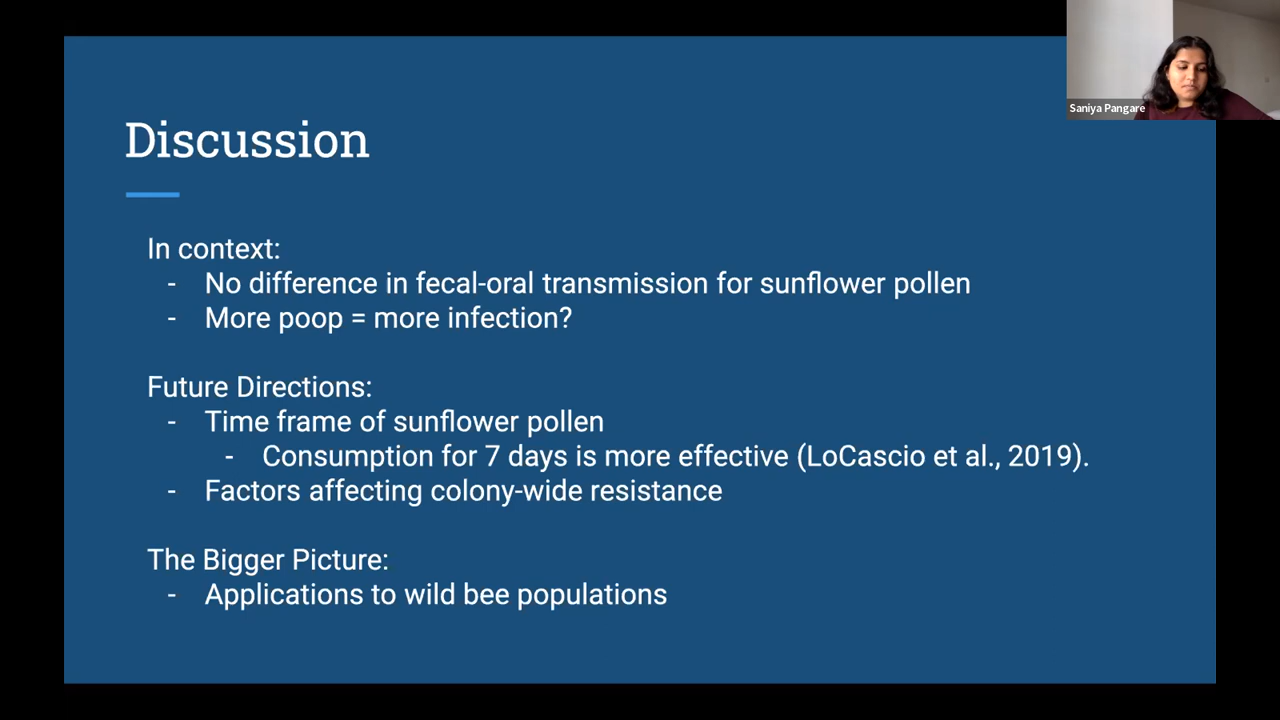 Saniya Pangare
Discussion
In context:
- No difference in fecal-oral transmission for sunflower pollen
- More poop = more infection?
Future Directions:
- Time frame of sunflower pollen
- Consumption for 7 days is more effective (LoCascio et al., 2019).
- Factors affecting colony-wide resistance
The Bigger Picture:
- Applications to wild bee populations